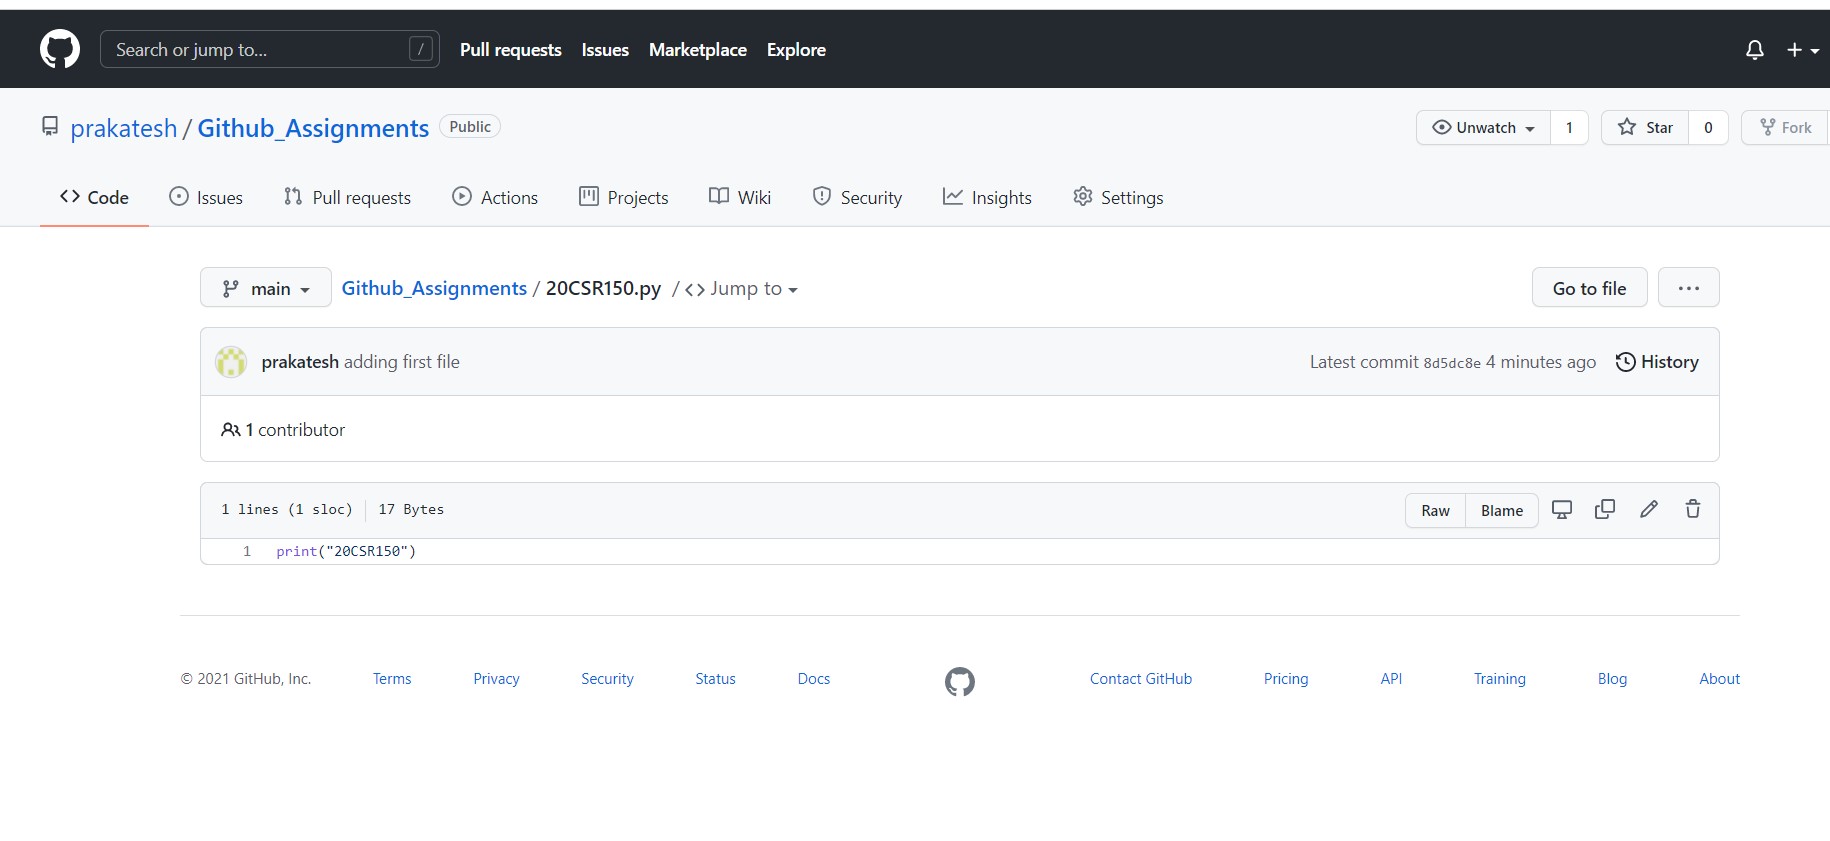 Search or jump to... /
Pull requests Issues Marketplace Explore
prakatesh / Github_Assignments Public
Unwatch 1 Star 0 Fork
Code Issues Pull requests Actions Projects Wiki Security Insights Settings
main Github_Assignments / 20CSR150.py / <> Jump to
Go to file ...
prakatesh adding first file
Latest commit 8d5dc8e 4 minutes ago History
1 contributor
1 lines (1 sloc) 17 Bytes
Raw Blame
1 print("20CSR150")
© 2021 GitHub, Inc. Terms Privacy Security Status Docs Contact GitHub Pricing API Training Blog About